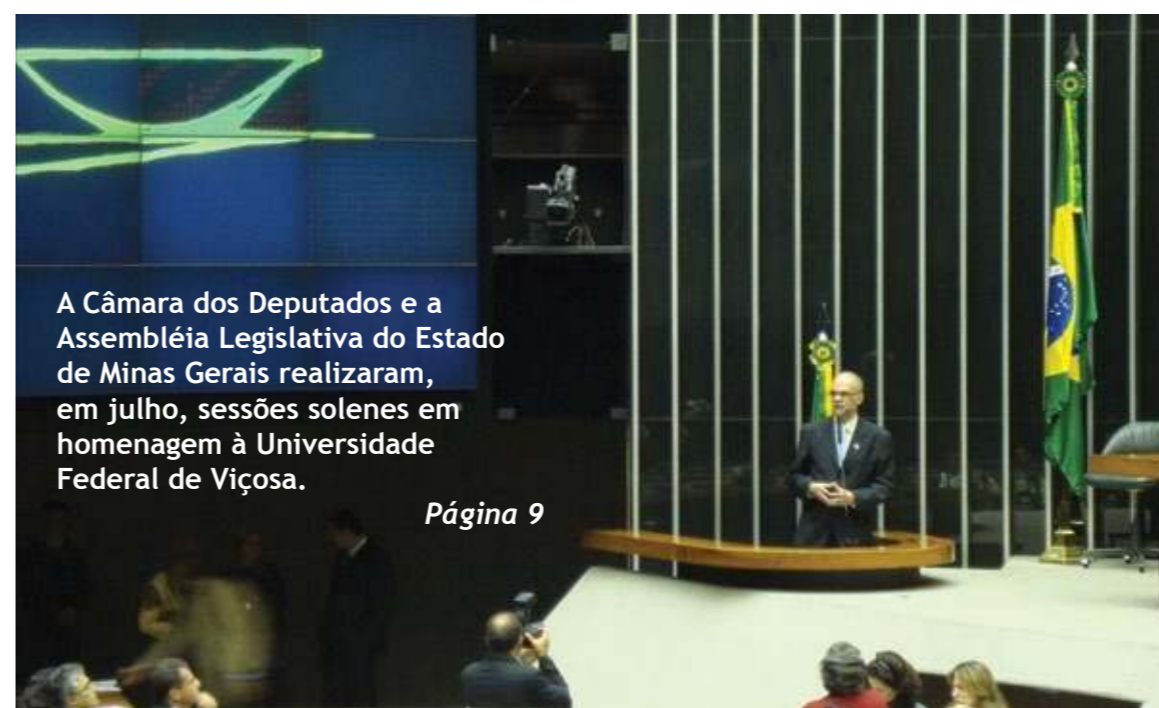 A Câmara dos Deputados e a
Assembléia Legislativa do Estado
de Minas Gerais realizaram,
em julho, sessões solenes em
homenagem à Universidade
Federal de Viçosa.
Página 9